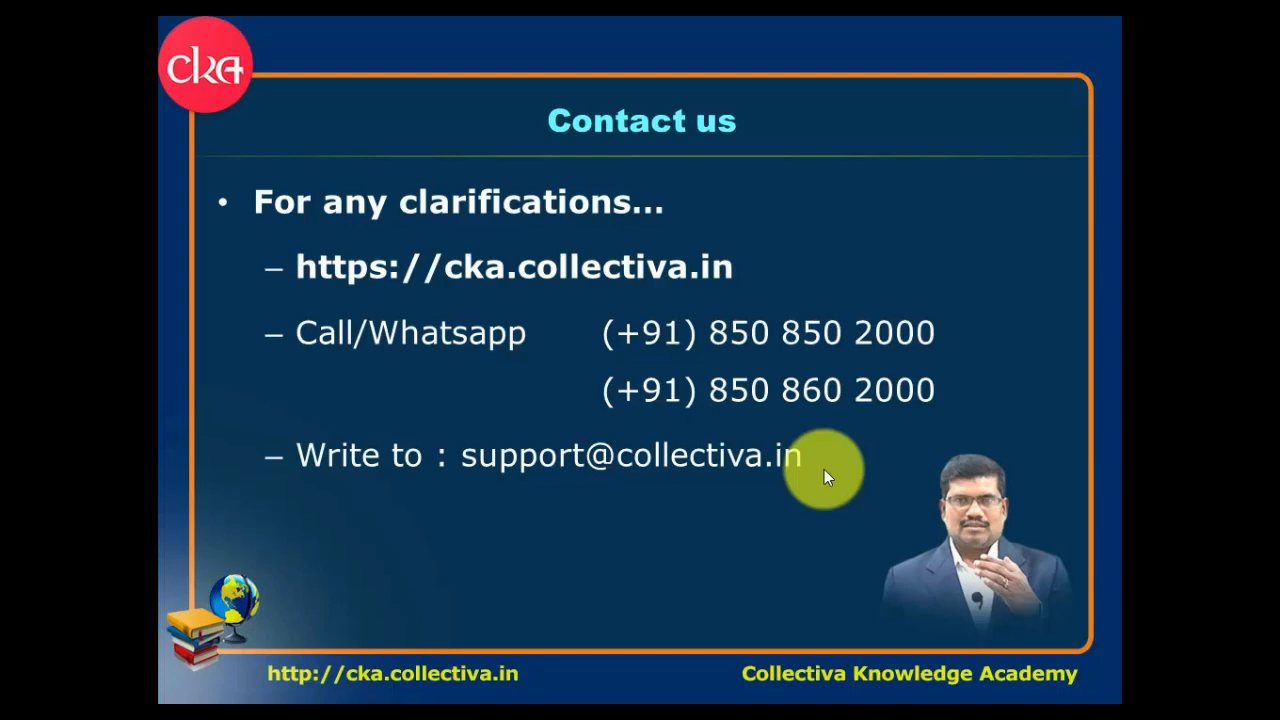 cka
Contact us
• For any clarifications...
– https://cka.collectiva.in
– Call/Whatsapp (+91) 850 850 2000
(+91) 850 860 2000
– Write to : support@collectiva.in
http://cka.collectiva.in
Collectiva Knowledge Academy